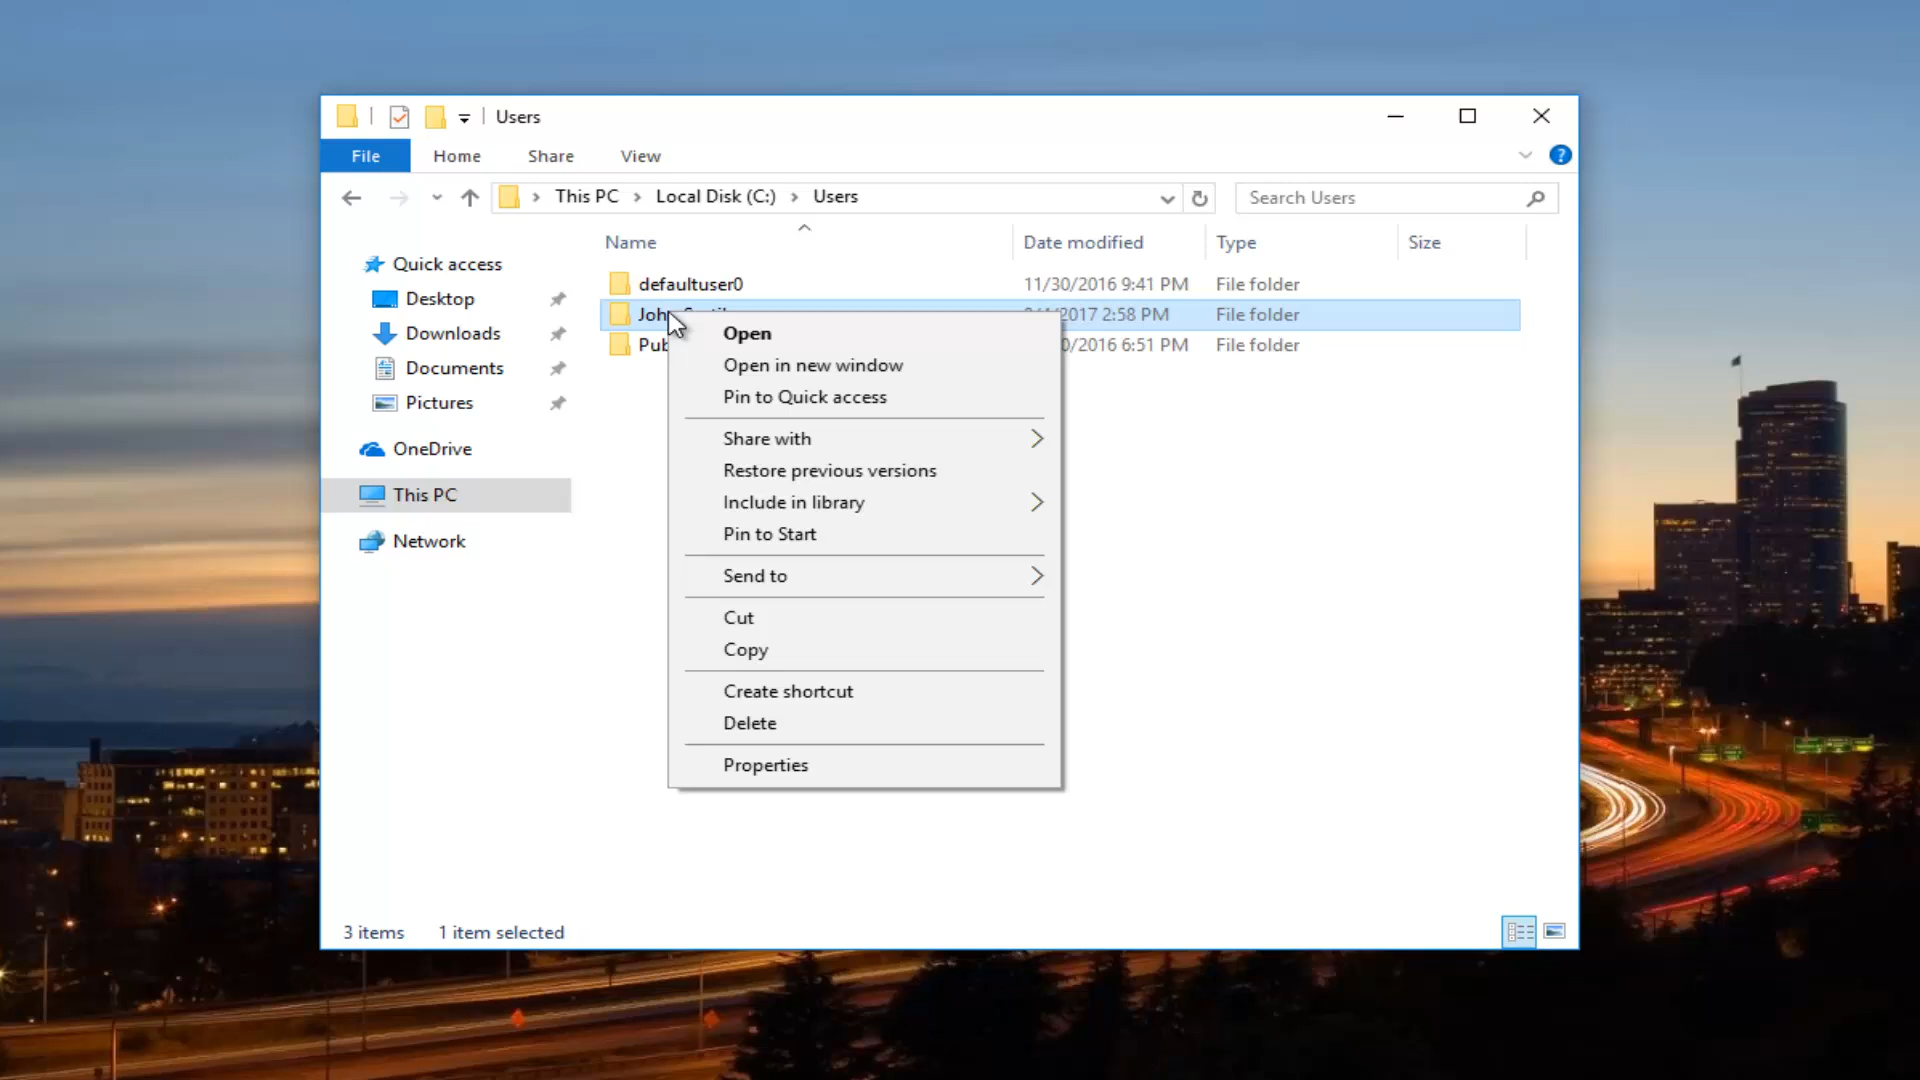 Users
File Home Share View
This PC Local Disk (C:) Users
Search Users
Name Date modified Type Size
Quick access
Desktop
Downloads
Documents
Pictures
OneDrive
This PC
Network
defaultuser0 11/30/2016 9:41 PM File folder
2017 2:58 PM File folder
2016 6:51 PM File folder
Open
Open in new window
Pin to Quick access
Share with
Restore previous versions
Include in library
Pin to Start
Send to
Cut
Copy
Create shortcut
Delete
Properties
3 items 1 item selected